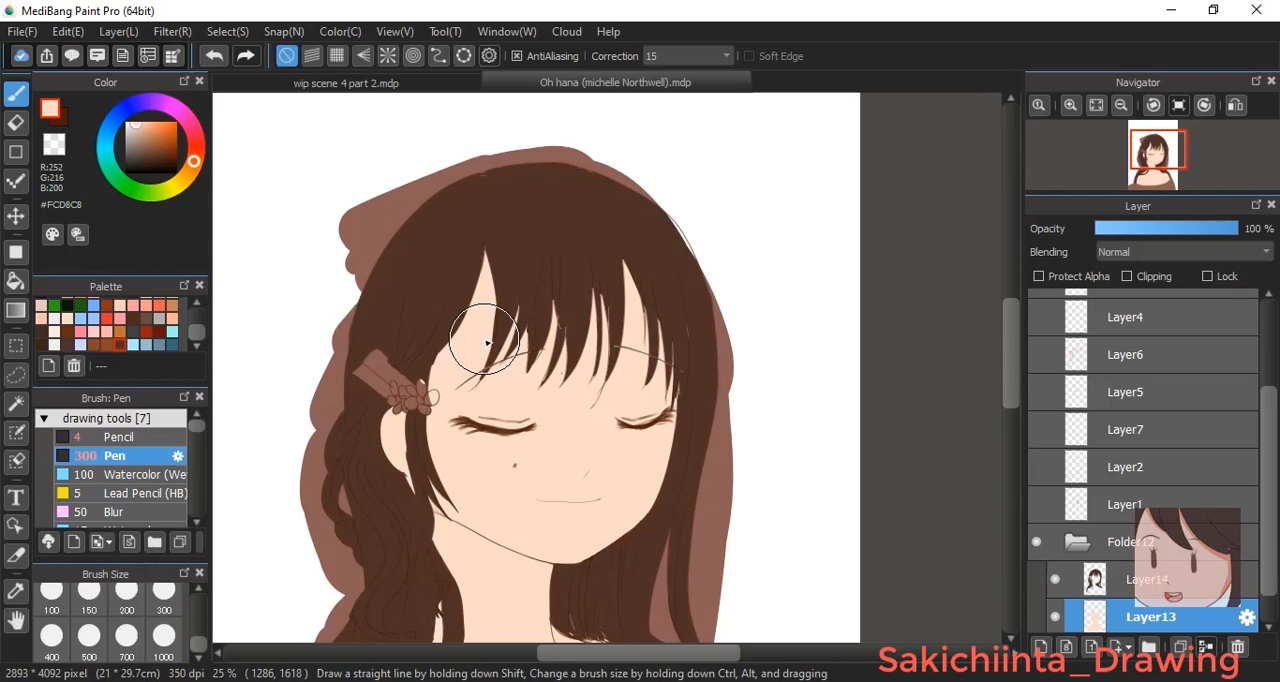 MediBang Paint Pro (64bit)
File(F) Edit(E) Layer(L) Filter(R) Select(S) Snap(N) Color(C) View(V) Tool(T) Window(W) Cloud Help
AntiAliasing Correction 15 Soft Edge
Color
wip scene 4 part 2.mdp
Oh hana (michelle Northwell).mdp
Navigator
R:252
G:216
B:200
#FCD8C8
Layer
Opacity 100 %
Blending Normal
Protect Alpha Clipping Lock
Palette
---
Layer4
Layer6
Layer5
Layer7
Layer2
Layer1
Folder12
Layer14
Layer13
Brush: Pen
drawing tools [7]
4 Pencil
300 Pen
100 Watercolor (We
5 Lead Pencil (HB)
50 Blur
Brush Size
100 150 200 300
400 500 700 1000
2893 * 4092 pixel (21 * 29.7cm) 350 dpi 25 % ( 1286, 1618 ) Draw a straight line by holding down Shift, Change a brush size by holding down Ctrl, Alt, and dragging
Sakichiinta_Drawing